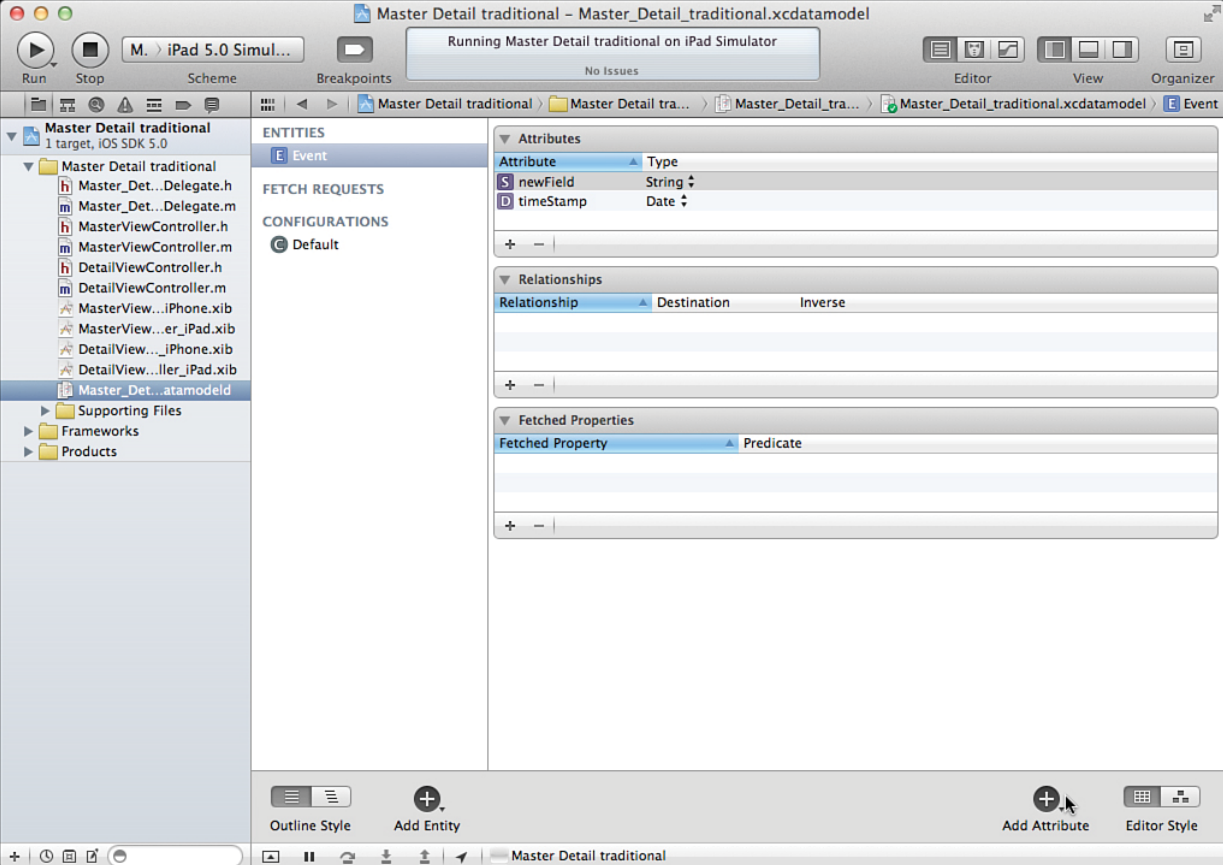 Master Detail traditional – Master_Detail_traditional.xcdatamodel
M. 〉 iPad 5.0 Simul...
Running Master Detail traditional on iPad Simulator
No Issues
Run Stop Scheme Breakpoints Editor View Organizer
Master Detail traditional 〉 Master Detail tra... 〉 Master_Detail_tra... 〉 Master_Detail_traditional.xcdatamodel 〉 E Event
Master Detail traditional
1 target, iOS SDK 5.0
Master Detail traditional
h Master_Det...Delegate.h
m Master_Det...Delegate.m
h MasterViewController.h
m MasterViewController.m
h DetailViewController.h
m DetailViewController.m
MasterView...iPhone.xib
MasterView...er_iPad.xib
DetailView..._iPhone.xib
DetailView...ller_iPad.xib
Master_Det...atamodeld
Supporting Files
Frameworks
Products
ENTITIES
E Event
FETCH REQUESTS
CONFIGURATIONS
C Default
Attributes
Attribute Type
S newField String
D timeStamp Date
+ −
Relationships
Relationship Destination Inverse
+ −
Fetched Properties
Fetched Property Predicate
+ −
Outline Style Add Entity Add Attribute Editor Style
Master Detail traditional